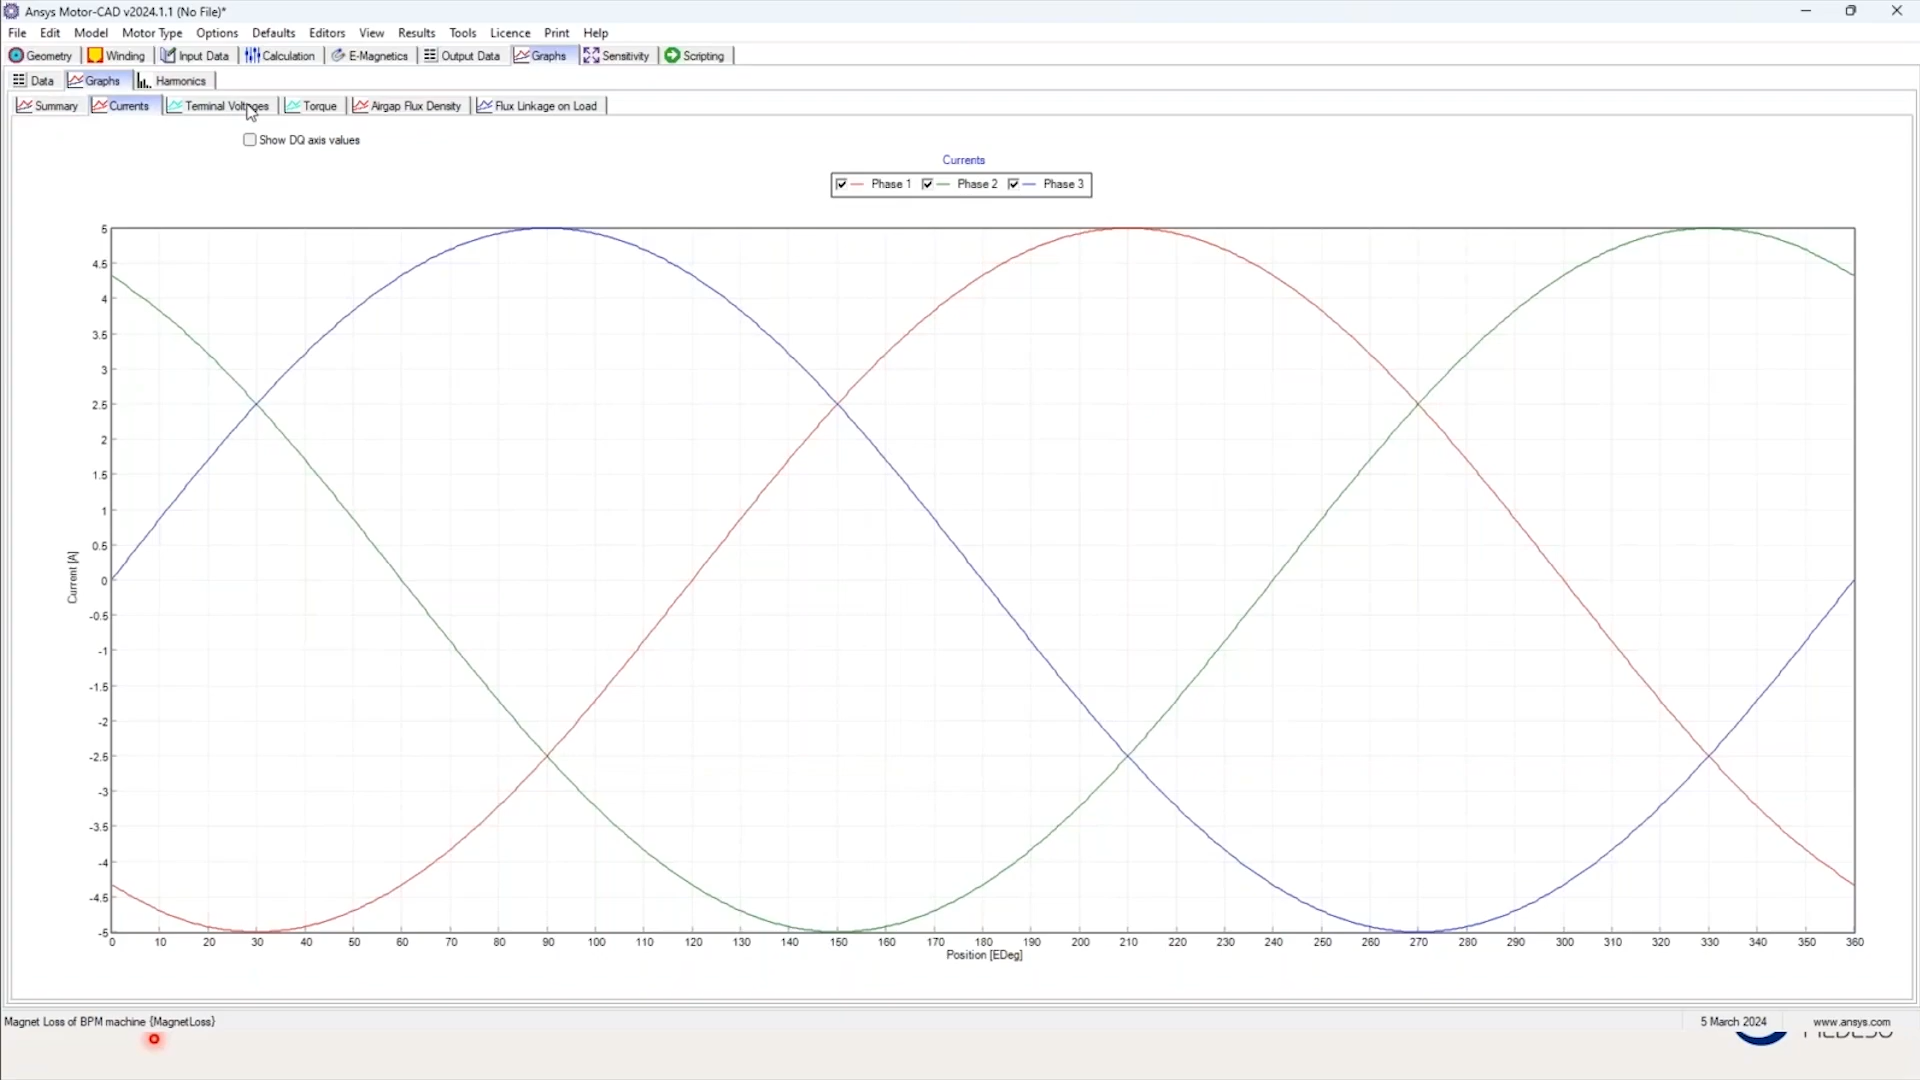 Ansys Motor-CAD v2024.1.1 (No File)*
File Edit Model Motor Type Options Defaults Editors View Results Tools Licence Print Help
Geometry Winding Input Data Calculation E-Magnetics Output Data Graphs Sensitivity Scripting
Data Graphs Harmonics
Summary Currents Terminal Voltages Torque Airgap Flux Density Flux Linkage on Load
Show DQ axis values
Currents
Phase 1 Phase 2 Phase 3
5
4.5
4
3.5
3
2.5
2
1.5
1
0.5
0
-0.5
-1
-1.5
-2
-2.5
-3
-3.5
-4
-4.5
-5
Current [A]
0 10 20 30 40 50 60 70 80 90 100 110 120 130 140 150 160 170 180 190 200 210 220 230 240 250 260 270 280 290 300 310 320 330 340 350 360
Position [EDeg]
Magnet Loss of BPM machine {MagnetLoss}
5 March 2024 www.ansys.com